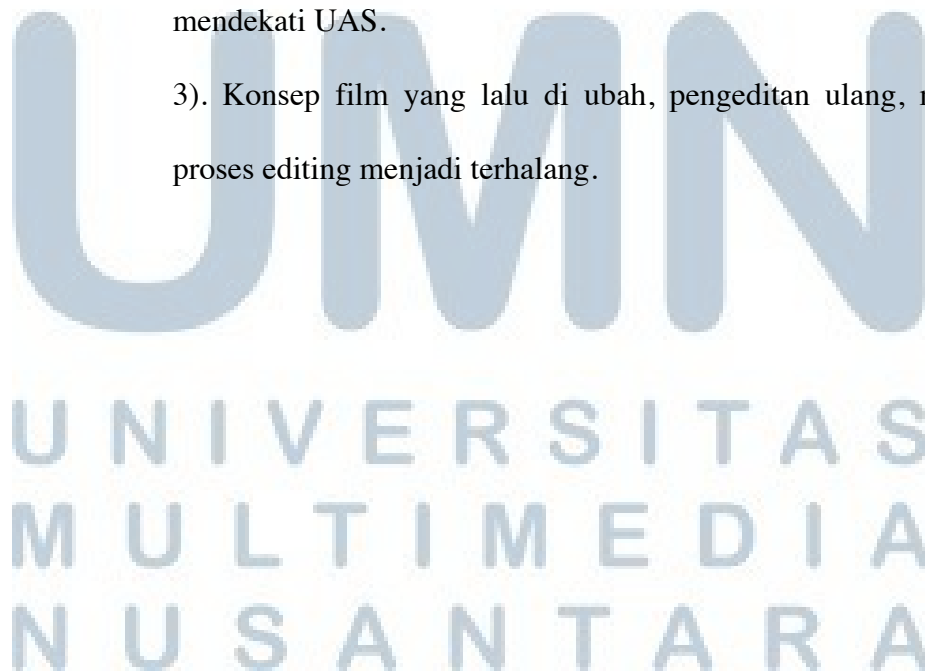 mendekati UAS.
3). Konsep film yang lalu di ubah, pengeditan ulang,
proses editing menjadi terhalang.
UMN
UNIVERSITAS
MULTIMEDIA
NUSANTARA